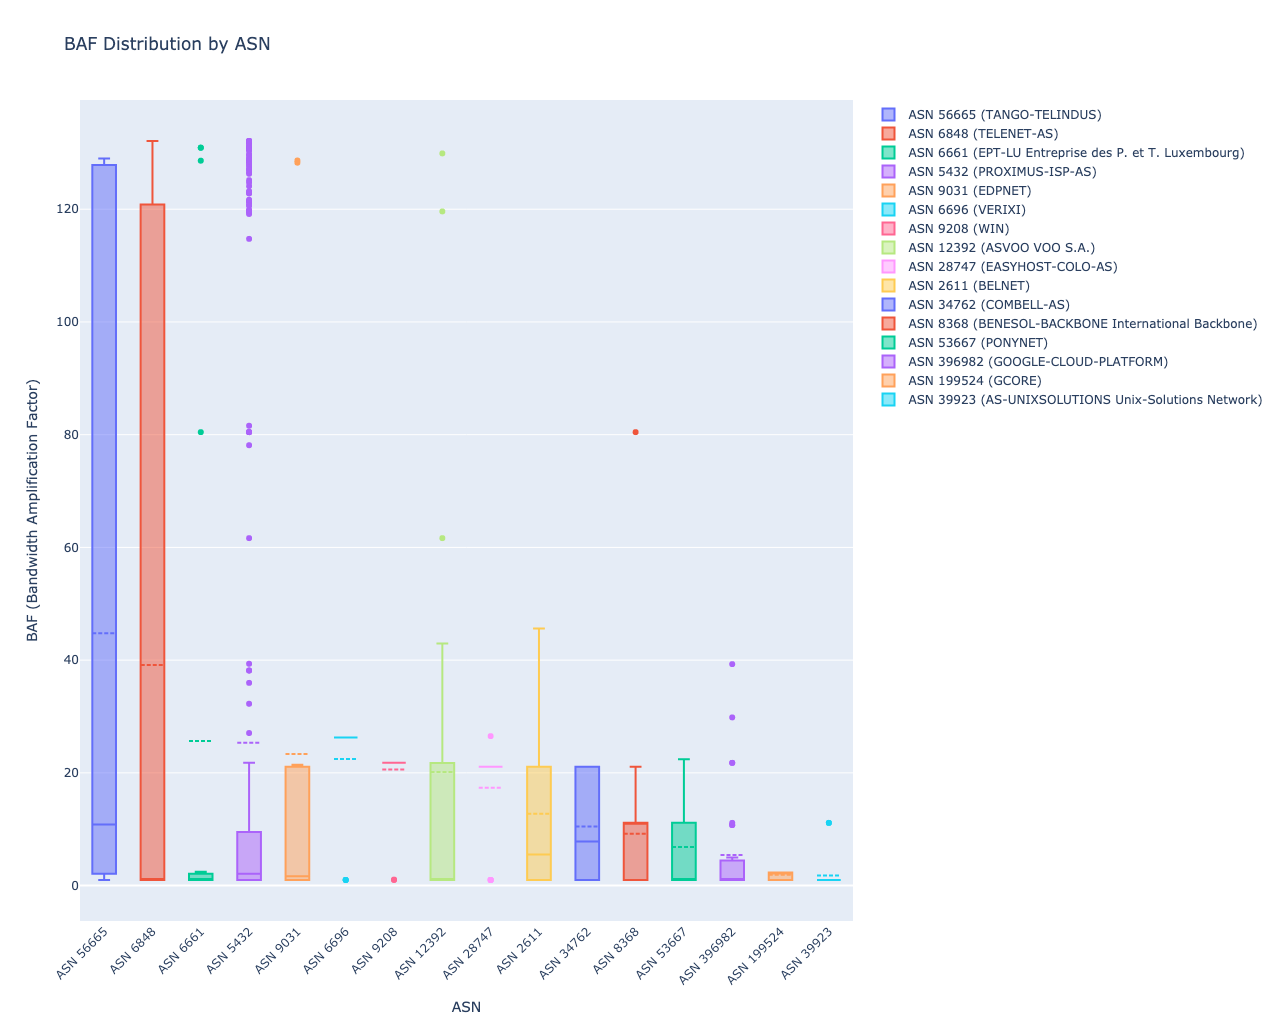 BAF Distribution by ASN
ASN 56665 (TANGO-TELINDUS)
ASN 6848 (TELENET-AS)
ASN 6661 (EPT-LU Entreprise des P. et T. Luxembourg)
ASN 5432 (PROXIMUS-ISP-AS)
ASN 9031 (EDPNET)
ASN 6696 (VERIXI)
ASN 9208 (WIN)
ASN 12392 (ASVOO VOO S.A.)
ASN 28747 (EASYHOST-COLO-AS)
ASN 2611 (BELNET)
ASN 34762 (COMBELL-AS)
ASN 8368 (BENESOL-BACKBONE International Backbone)
ASN 53667 (PONYNET)
ASN 396982 (GOOGLE-CLOUD-PLATFORM)
ASN 199524 (GCORE)
ASN 39923 (AS-UNIXSOLUTIONS Unix-Solutions Network)
BAF (Bandwidth Amplification Factor)
120
100
80
60
40
20
0
ASN 56665
ASN 6848
ASN 6661
ASN 5432
ASN 9031
ASN 6696
ASN 9208
ASN 12392
ASN 28747
ASN 2611
ASN 34762
ASN 8368
ASN 53667
ASN 396982
ASN 199524
ASN 39923
ASN